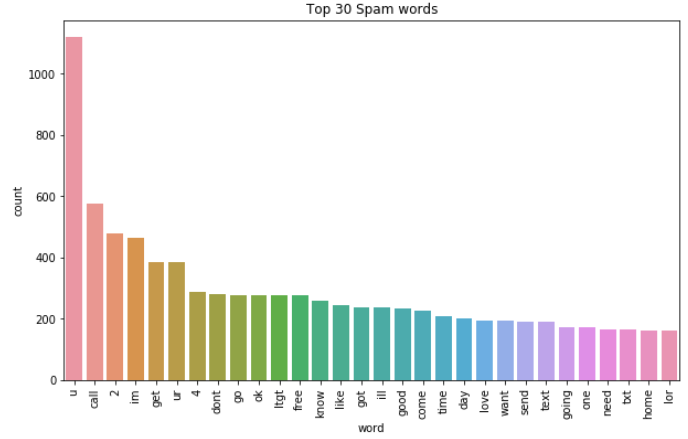 Top 30 Spam words
count
1000
800
600
400
200
0
u call 2 im get ur 4 dont go ok ltgt free know like got ill good come time day love want send text going one need txt home lor
word